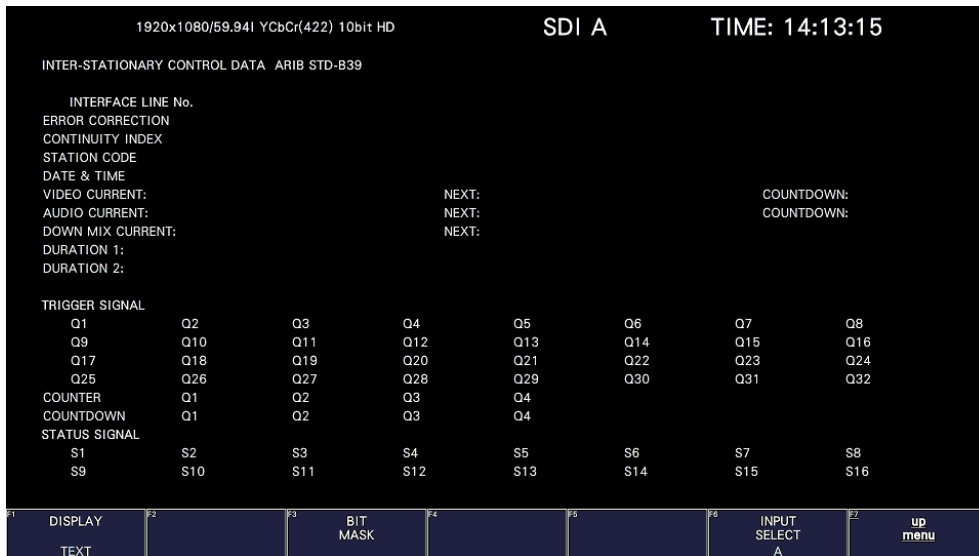 1920x1080/59.94I YCbCr(422) 10bit HD SDI A TIME: 14:13:15
INTER-STATIONARY CONTROL DATA ARIB STD-B39
INTERFACE LINE No.
ERROR CORRECTION
CONTINUITY INDEX
STATION CODE
DATE & TIME
VIDEO CURRENT: NEXT: COUNTDOWN:
AUDIO CURRENT: NEXT: COUNTDOWN:
DOWN MIX CURRENT: NEXT:
DURATION 1:
DURATION 2:
TRIGGER SIGNAL
Q1 Q2 Q3 Q4 Q5 Q6 Q7 Q8
Q9 Q10 Q11 Q12 Q13 Q14 Q15 Q16
Q17 Q18 Q19 Q20 Q21 Q22 Q23 Q24
Q25 Q26 Q27 Q28 Q29 Q30 Q31 Q32
COUNTER Q1 Q2 Q3 Q4
COUNTDOWN Q1 Q2 Q3 Q4
STATUS SIGNAL
S1 S2 S3 S4 S5 S6 S7 S8
S9 S10 S11 S12 S13 S14 S15 S16
F1 F2 F3 F4 F5 F6 F7
DISPLAY BIT INPUT up
MASK SELECT menu
TEXT A